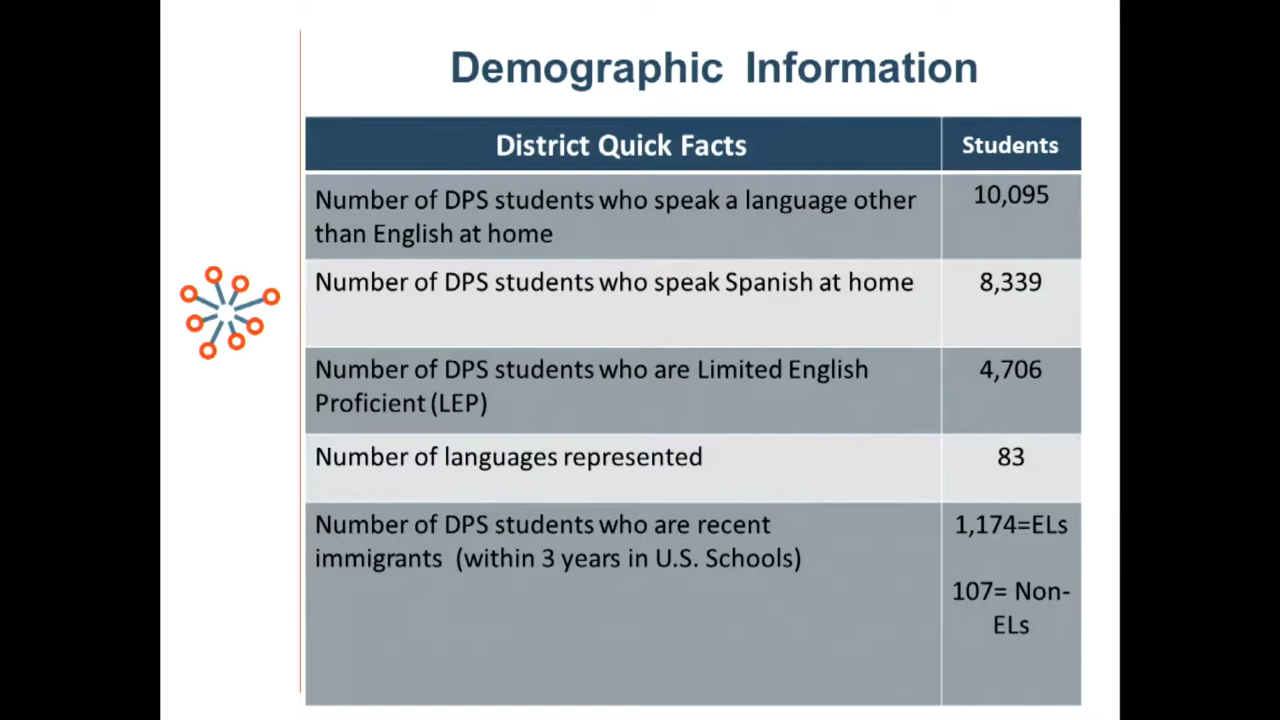 Demographic Information
District Quick Facts
Students
Number of DPS students who speak a language other
than English at home
10,095
Number of DPS students who speak Spanish at home
8,339
Number of DPS students who are Limited English
Proficient (LEP)
4,706
Number of languages represented
83
Number of DPS students who are recent
immigrants (within 3 years in U.S. Schools)
1,174=ELs
107= Non-
ELs